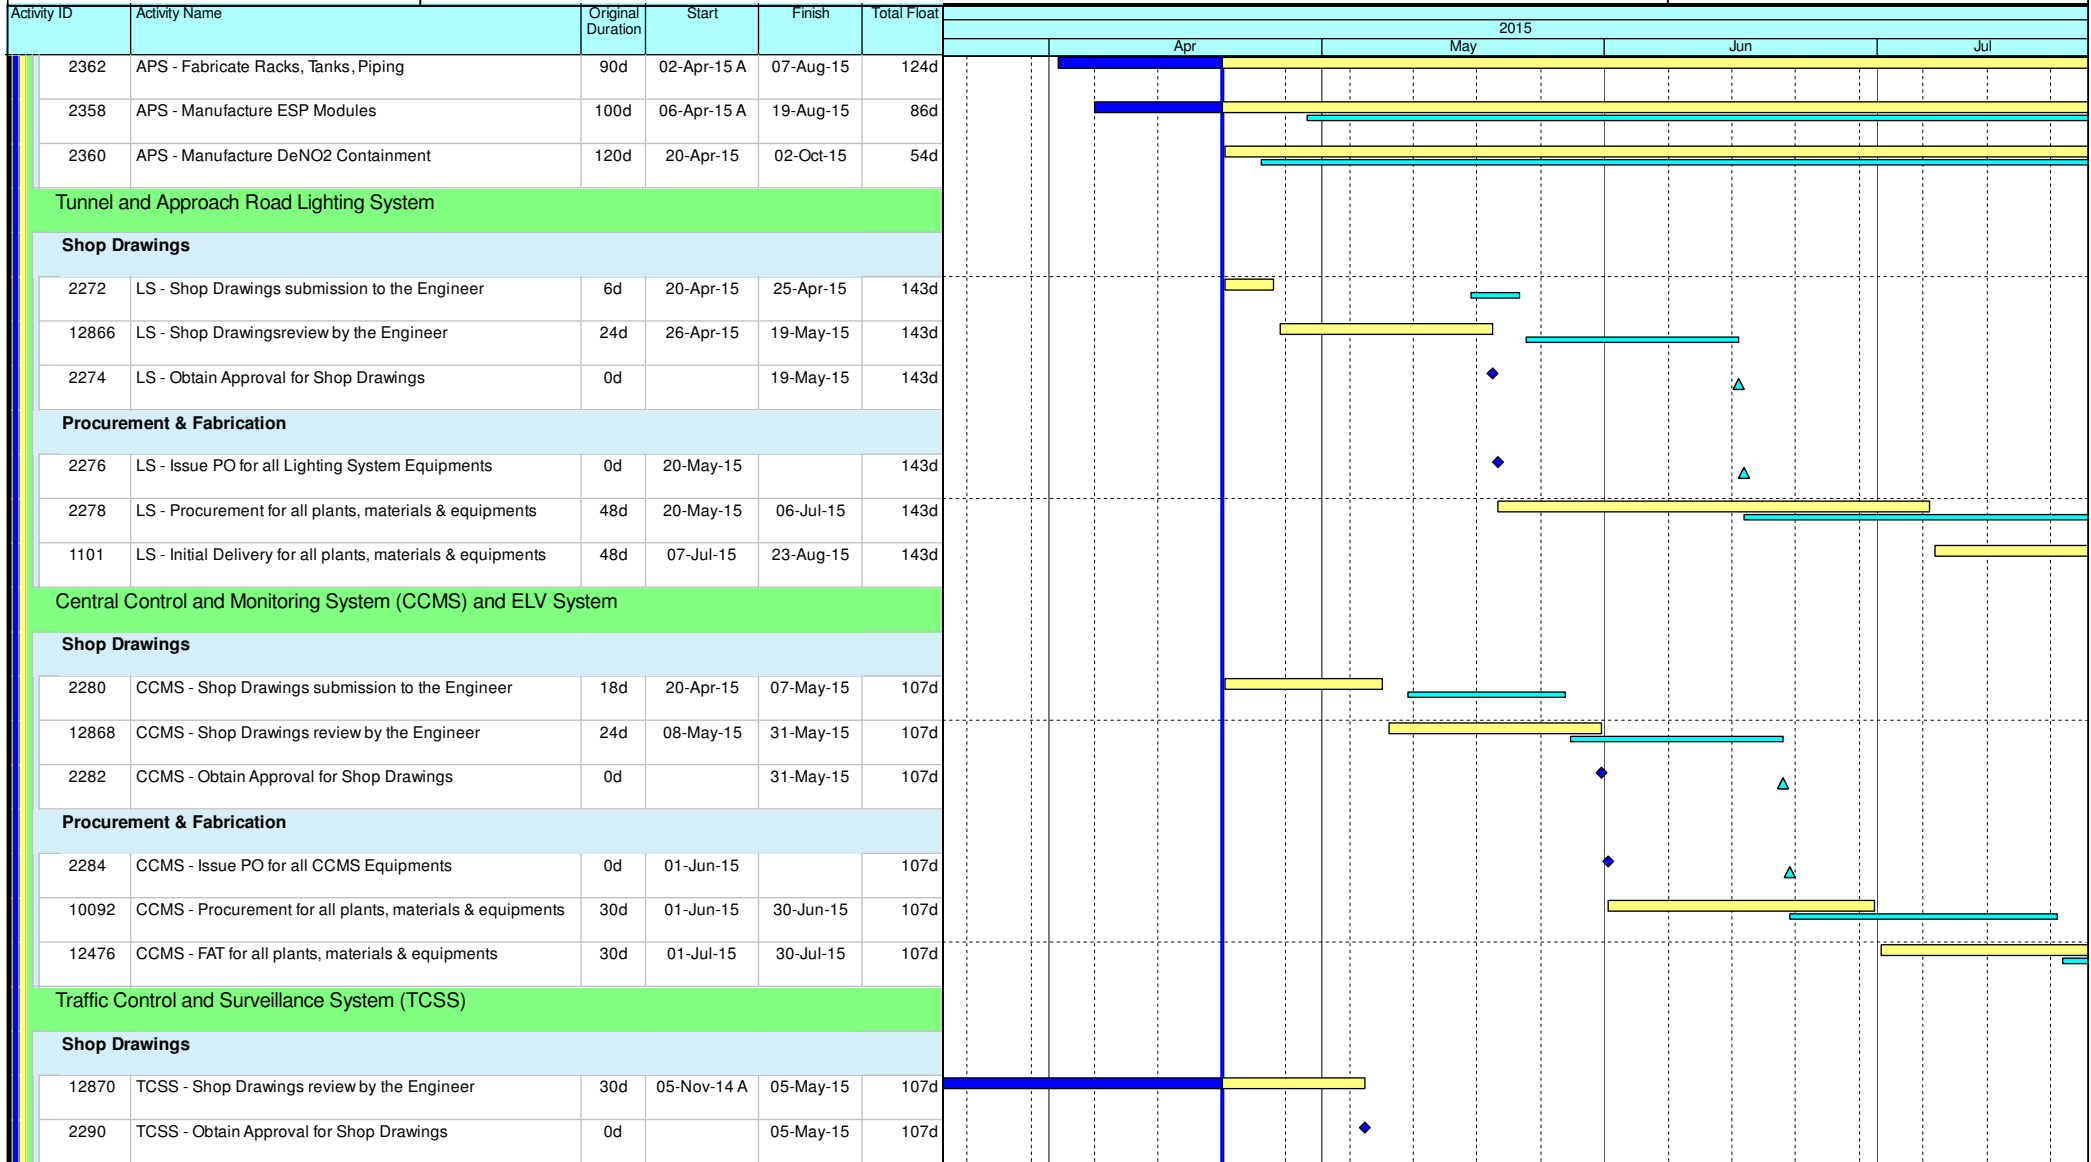 Activity ID Activity Name Original Duration Start Finish Total Float
2015
Apr May Jun Jul
2362 APS - Fabricate Racks, Tanks, Piping 90d 02-Apr-15 A 07-Aug-15 124d
2358 APS - Manufacture ESP Modules 100d 06-Apr-15 A 19-Aug-15 86d
2360 APS - Manufacture DeNO2 Containment 120d 20-Apr-15 02-Oct-15 54d
Tunnel and Approach Road Lighting System
Shop Drawings
2272 LS - Shop Drawings submission to the Engineer 6d 20-Apr-15 25-Apr-15 143d
12866 LS - Shop Drawingsreview by the Engineer 24d 26-Apr-15 19-May-15 143d
2274 LS - Obtain Approval for Shop Drawings 0d 19-May-15 143d
Procurement & Fabrication
2276 LS - Issue PO for all Lighting System Equipments 0d 20-May-15 143d
2278 LS - Procurement for all plants, materials & equipments 48d 20-May-15 06-Jul-15 143d
1101 LS - Initial Delivery for all plants, materials & equipments 48d 07-Jul-15 23-Aug-15 143d
Central Control and Monitoring System (CCMS) and ELV System
Shop Drawings
2280 CCMS - Shop Drawings submission to the Engineer 18d 20-Apr-15 07-May-15 107d
12868 CCMS - Shop Drawings review by the Engineer 24d 08-May-15 31-May-15 107d
2282 CCMS - Obtain Approval for Shop Drawings 0d 31-May-15 107d
Procurement & Fabrication
2284 CCMS - Issue PO for all CCMS Equipments 0d 01-Jun-15 107d
10092 CCMS - Procurement for all plants, materials & equipments 30d 01-Jun-15 30-Jun-15 107d
12476 CCMS - FAT for all plants, materials & equipments 30d 01-Jul-15 30-Jul-15 107d
Traffic Control and Surveillance System (TCSS)
Shop Drawings
12870 TCSS - Shop Drawings review by the Engineer 30d 05-Nov-14 A 05-May-15 107d
2290 TCSS - Obtain Approval for Shop Drawings 0d 05-May-15 107d